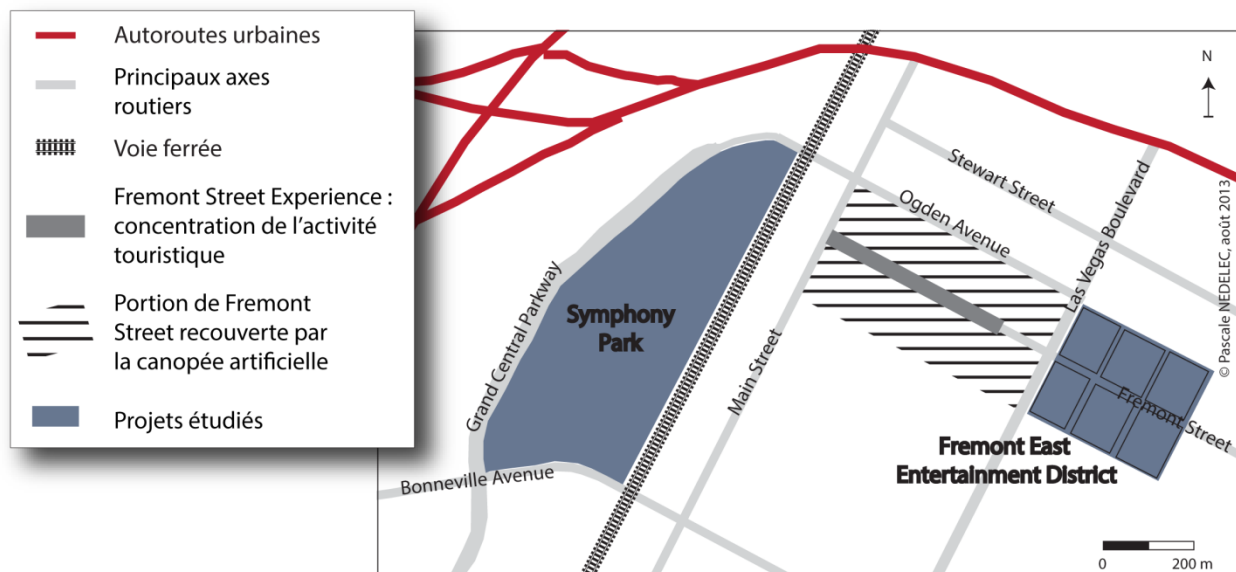 Autoroutes urbaines
Principaux axes
routiers
Voie ferrée
Fremont Street Experience :
concentration de l'activité
touristique
Portion de Fremont
Street recouverte par
la canopée artificielle
Projets étudiés
N
Stewart Street
Ogden Avenue
Las Vegas Boulevard
© Pascale NEDELEC, août 2013
Grand Central Parkway
Symphony
Park
Main Street
Fremont Street
Fremont East
Entertainment District
Bonneville Avenue
0 200 m